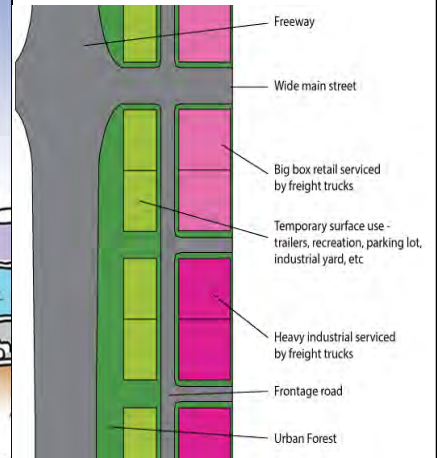 Freeway
Wide main street
Big box retail serviced
by freight trucks
Temporary surface use -
trailers, recreation, parking lot,
industrial yard, etc
Heavy industrial serviced
by freight trucks
Frontage road
Urban Forest